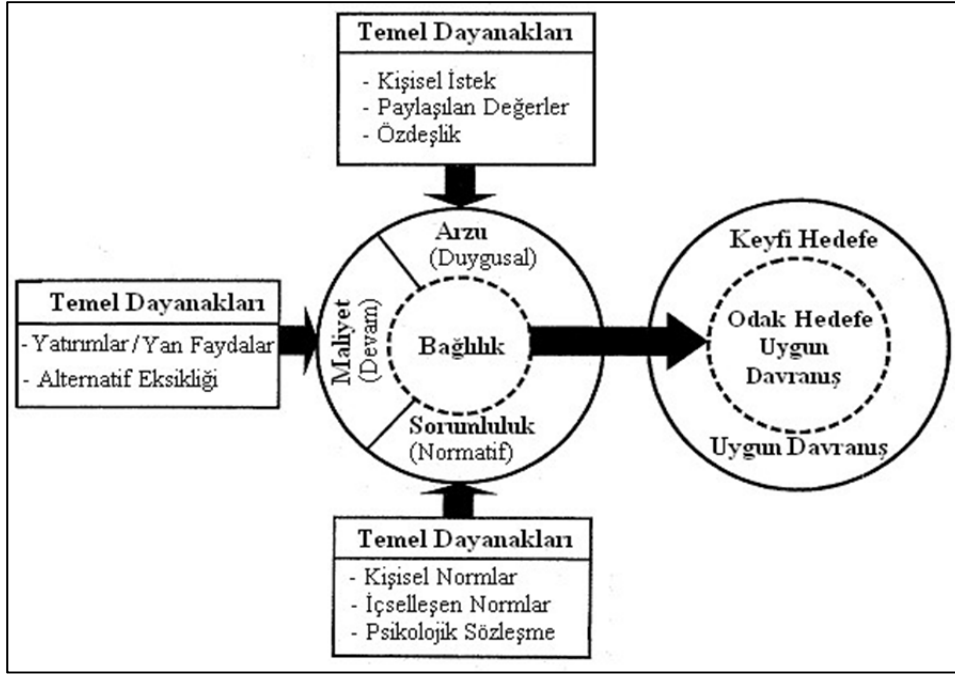 Temel Dayanakları
- Kişisel İstek
- Paylaşılan Değerler
- Özdeşlik
Temel Dayanakları
- Yatırımlar/Yan Faydalar
- Alternatif Eksikliği
Arzu
(Duygusal)
Maliyet
(Devam)
Bağlılık
Sorumluluk
(Normatif)
Keyfi Hedefe
Odak Hedefe
Uygun
Davranış
Uygun Davranış
Temel Dayanakları
- Kişisel Normlar
- İçselleşen Normlar
- Psikolojik Sözleşme